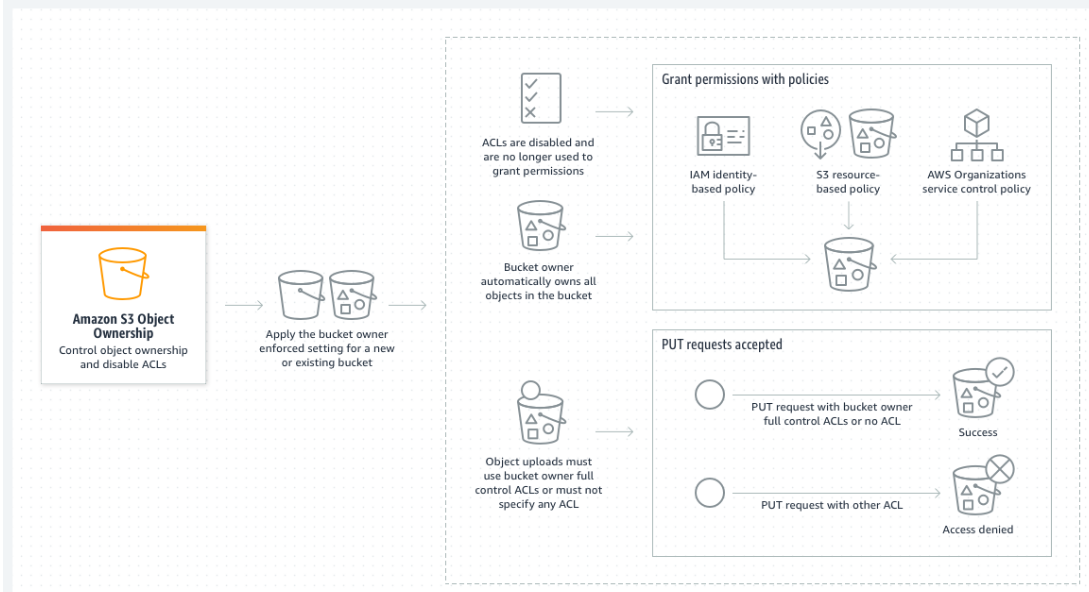 Amazon S3 Object
Ownership
Control object ownership
and disable ACLs
Apply the bucket owner
enforced setting for a new
or existing bucket
ACLs are disabled and
are no longer used to
grant permissions
Bucket owner
automatically owns all
objects in the bucket
Object uploads must
use bucket owner full
control ACLs or must not
specify any ACL
Grant permissions with policies
IAM identity-
based policy
S3 resource-
based policy
AWS Organizations
service control policy
PUT requests accepted
PUT request with bucket owner
full control ACLs or no ACL
Success
PUT request with other ACL
Access denied